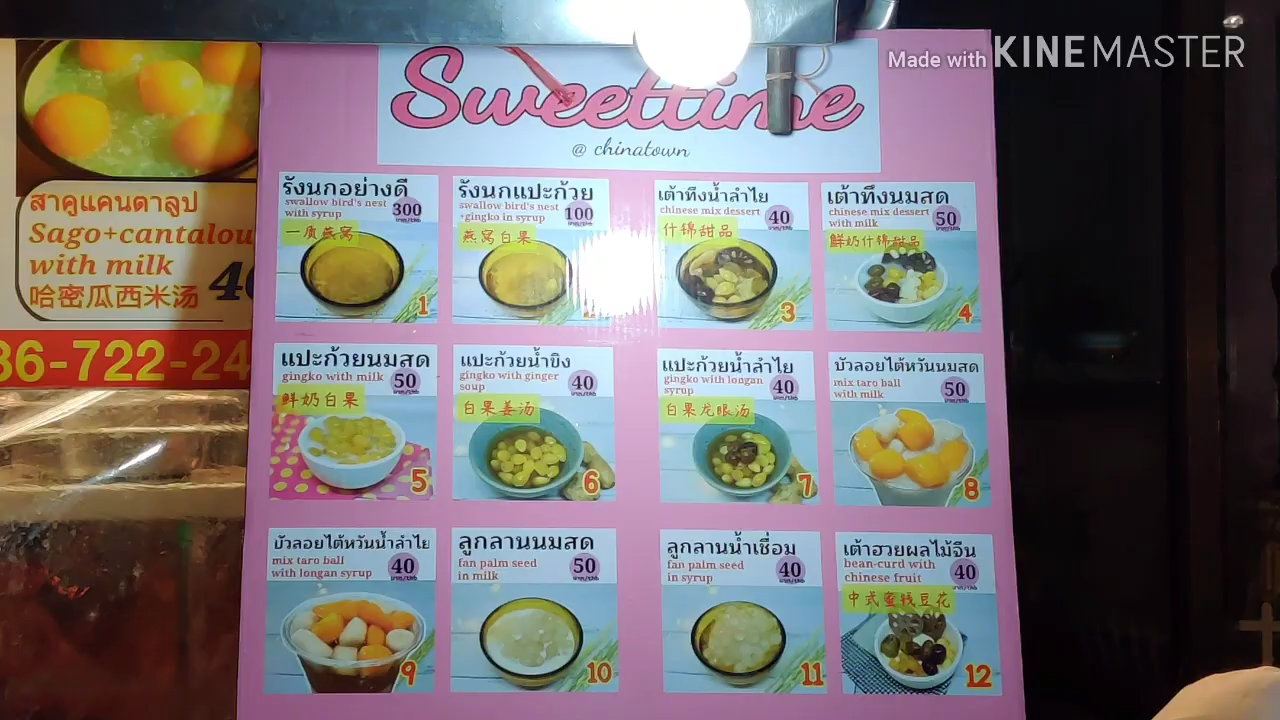 Made with KINEMASTER
Sweettime
@ chinatown
สาคูแคนตาลูป
Sago+cantalou
with milk
哈密瓜西米汤 40
86-722-24
รังนกอย่างดี
swallow bird's nest
with syrup 300
一质燕窝
1
รังนกแปะก๊วย
swallow bird's nest
+gingko in syrup 100
燕窝白果
เต้าทึงน้ำลำไย
chinese mix dessert
40
什锦甜品
3
เต้าทึงนมสด
chinese mix dessert
with milk 50
鲜奶什锦甜品
4
แปะก๊วยนมสด
gingko with milk 50
鲜奶白果
5
แปะก๊วยน้ำขิง
gingko with ginger
soup 40
白果姜汤
6
แปะก๊วยน้ำลำไย
gingko with longan
syrup 40
白果龙眼汤
7
บัวลอยไต้หวันนมสด
mix taro ball
with milk 50
8
บัวลอยไต้หวันน้ำลำไย
mix taro ball
with longan syrup 40
9
ลูกลานนมสด
fan palm seed
in milk 50
10
ลูกลานน้ำเชื่อม
fan palm seed
in syrup 40
11
เต้าฮวยผลไม้จีน
bean-curd with
chinese fruit 40
中式蜜钱豆花
12